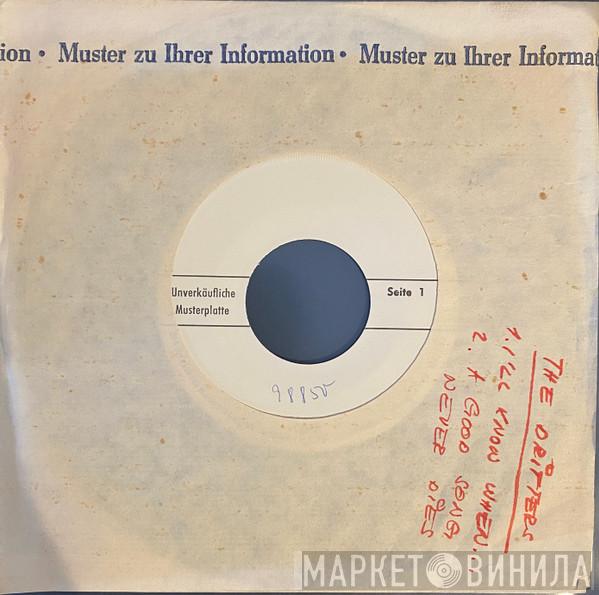 ion • Muster zu Ihrer Information • Muster zu Ihrer Informat
Unverkäufliche
Musterplatte
Seite 1
98850
THE DRIFTERS
1. I'LL KNOW WHEN...
2. A GOOD SONG
NEVER DIES
МАРКЕТ ВИНИЛА